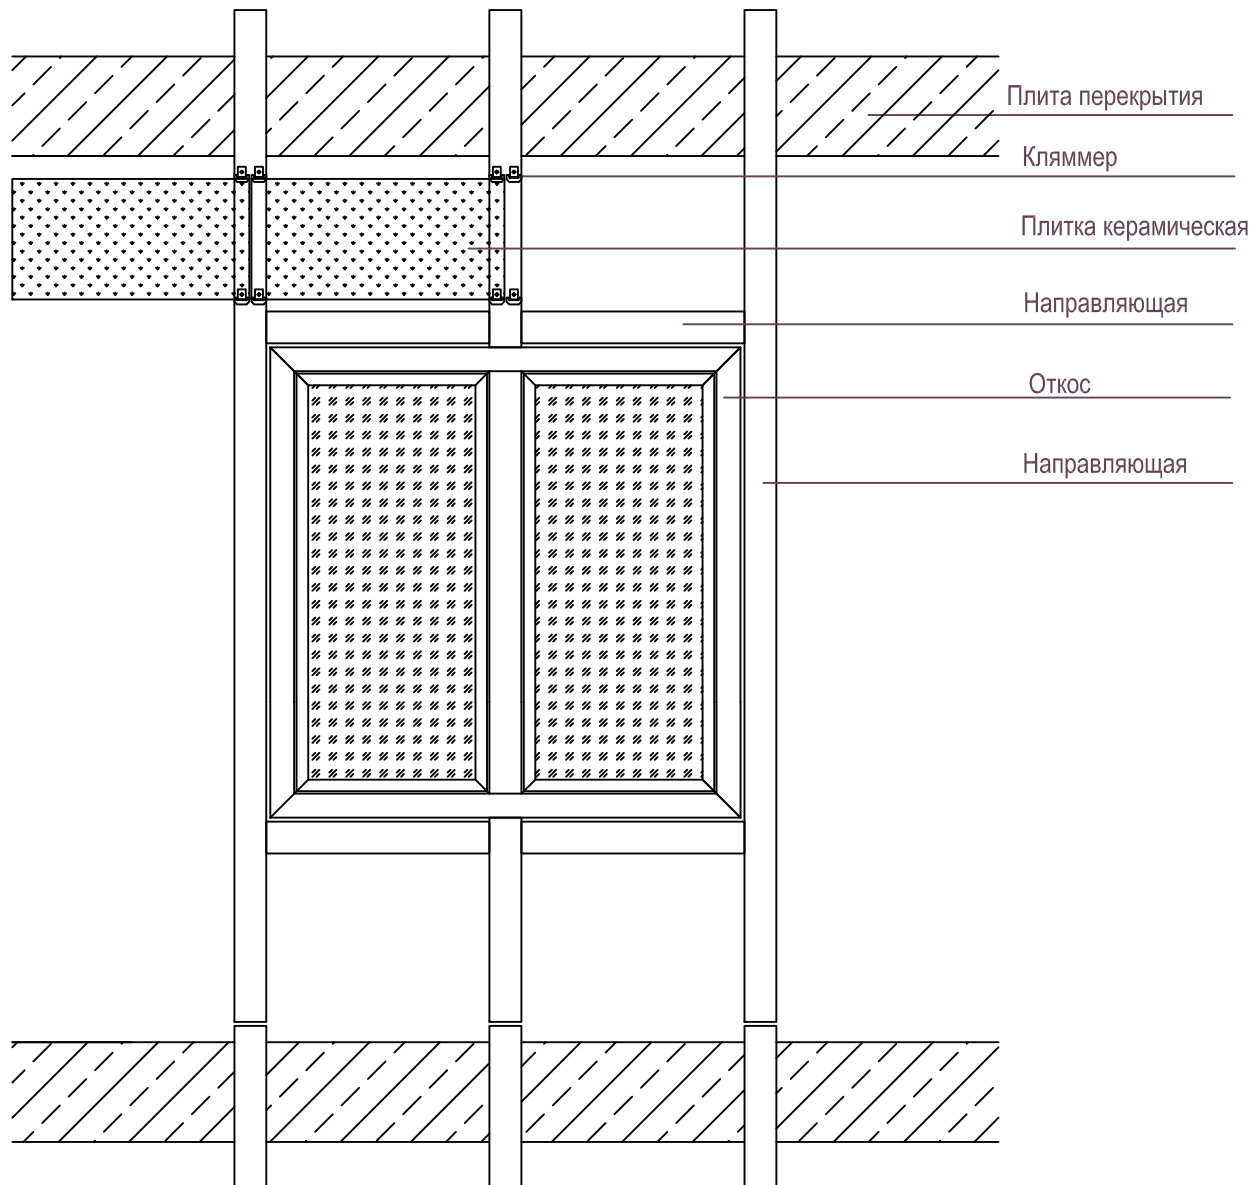 Плита перекрытия
Кляммер
Плитка керамическая
Направляющая
Откос
Направляющая